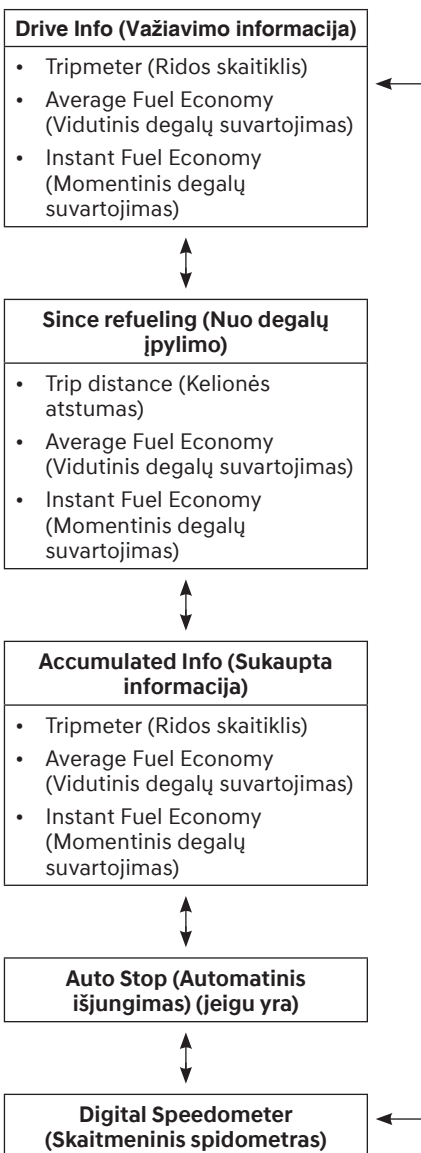 Drive Info (Važiavimo informacija)
• Tripmeter (Ridos skaitiklis)
• Average Fuel Economy
(Vidutinis degalų suvartojimas)
• Instant Fuel Economy
(Momentinis degalų
suvartojimas)
Since refueling (Nuo degalų
įpylimo)
• Trip distance (Kelionės
atstumas)
• Average Fuel Economy
(Vidutinis degalų suvartojimas)
• Instant Fuel Economy
(Momentinis degalų
suvartojimas)
Accumulated Info (Sukaupta
informacija)
• Tripmeter (Ridos skaitiklis)
• Average Fuel Economy
(Vidutinis degalų suvartojimas)
• Instant Fuel Economy
(Momentinis degalų
suvartojimas)
Auto Stop (Automatinis
išjungimas) (jeigu yra)
Digital Speedometer
(Skaitmeninis spidometras)